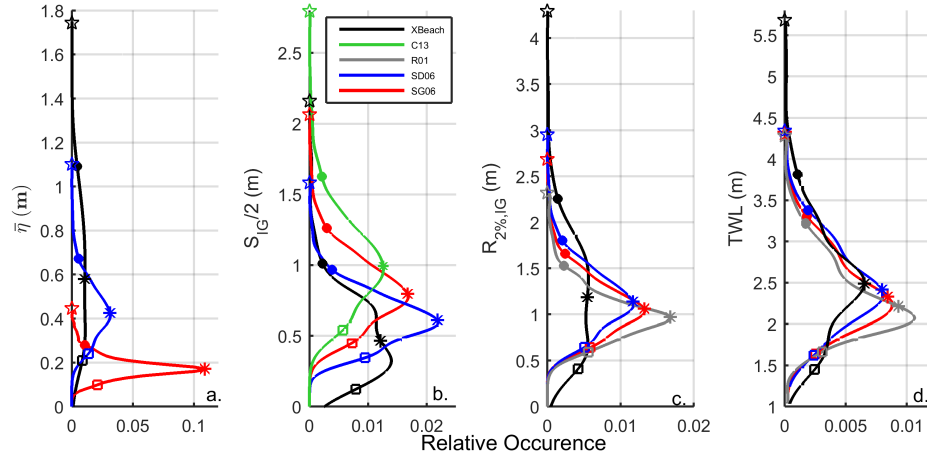 1.8
1.6
1.4
1.2
1
0.8
0.6
0.4
0.2
0
η̄ (m)
0 0.05 0.1
a.
2.5
2
1.5
1
0.5
0
S_IG/2 (m)
0 0.01 0.02
b.
XBeach
C13
R01
SD06
SG06
4
3.5
3
2.5
2
1.5
1
0.5
0
R_2%,IG (m)
0 0.01 0.02
c.
5.5
5
4.5
4
3.5
3
2.5
2
1.5
1
TWL (m)
0 0.005 0.01
d.
Relative Occurence